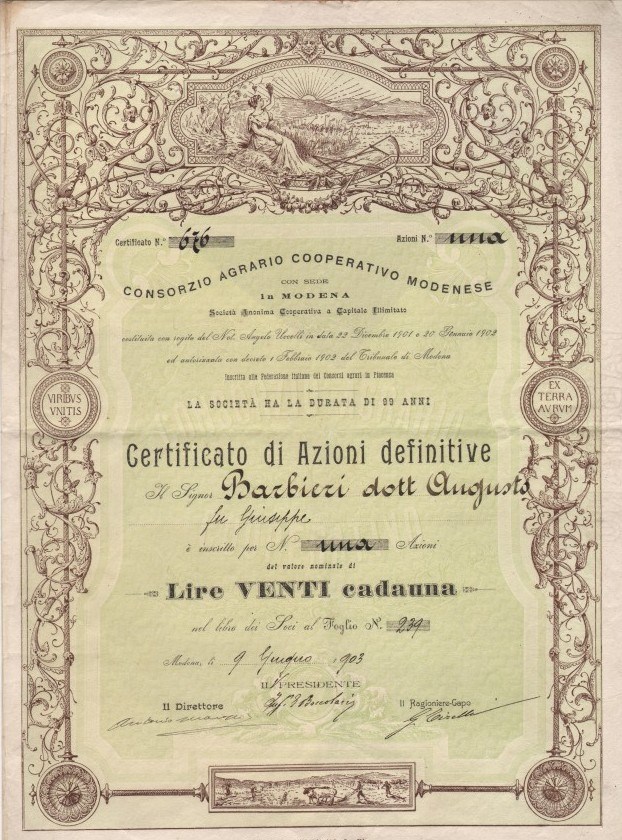 Certificato N.º 676
Azioni N.º una
CONSORZIO AGRARIO COOPERATIVO MODENESE
CON SEDE
in MODENA
Società Anonima Cooperativa a Capitale Illimitato
costituita con rogito del Not. Angelo Uccelli in data 22 Dicembre 1901 e 20 Gennaio 1902
ed autorizzata con decreto 1 Febbraio 1902 del Tribunale di Modena
Inscritta alla Federazione Italiana dei Consorzi agrari in Piacenza
LA SOCIETÀ HA LA DURATA DI 99 ANNI
VIRIBVS
VNITIS
EX
TERRA
AVRVM
Certificato di Azioni definitive
Il Signor Barbieri dott Augusto
fu Giuseppe
è inscritto per N. una Azioni
del valore nominale di
Lire VENTI cadauna
nel libro dei Soci al Foglio N. 239
Modena, li 9 Giugno 1903
IL PRESIDENTE
Il Direttore
Il Ragioniere-Capo